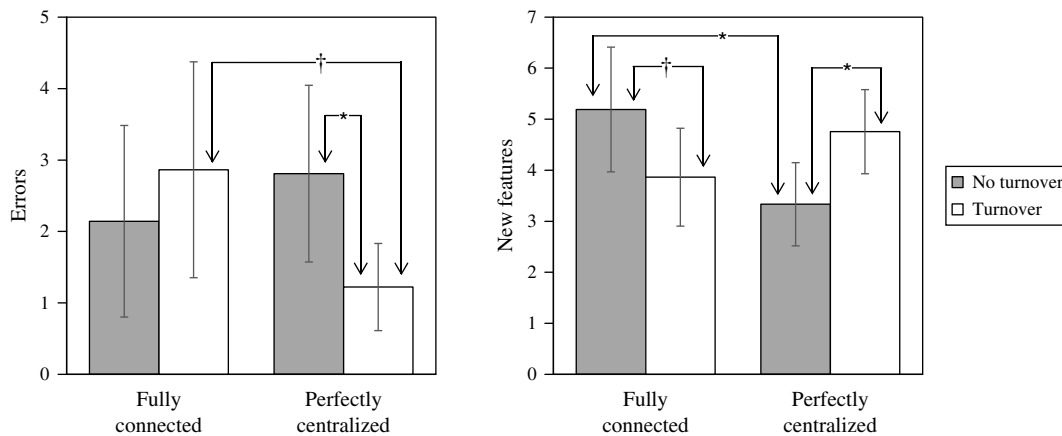 5
4
3
2
1
0
Errors
†
*
Fully
connected
Perfectly
centralized
7
6
5
4
3
2
1
0
New features
*
†
*
Fully
connected
Perfectly
centralized
No turnover
Turnover